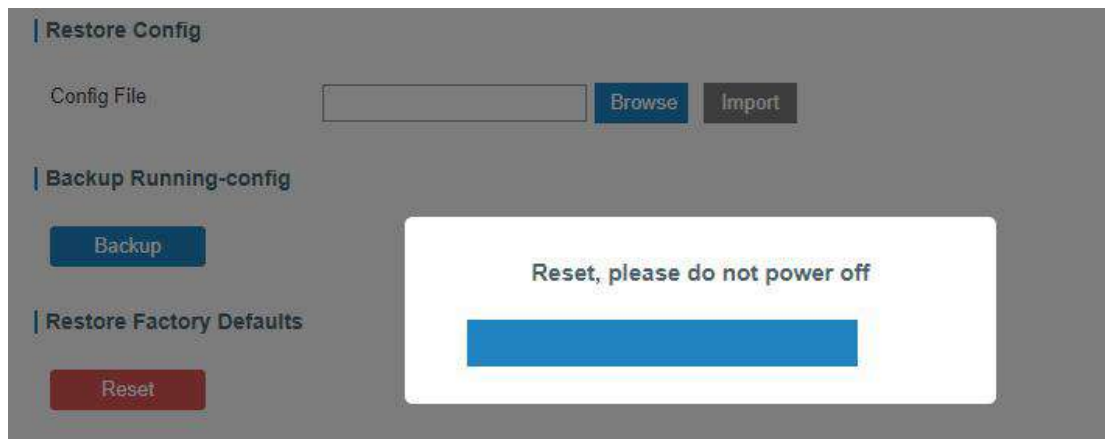 Restore Config
Config File Browse Import
Backup Running-config
Backup
Reset, please do not power off
Restore Factory Defaults
Reset